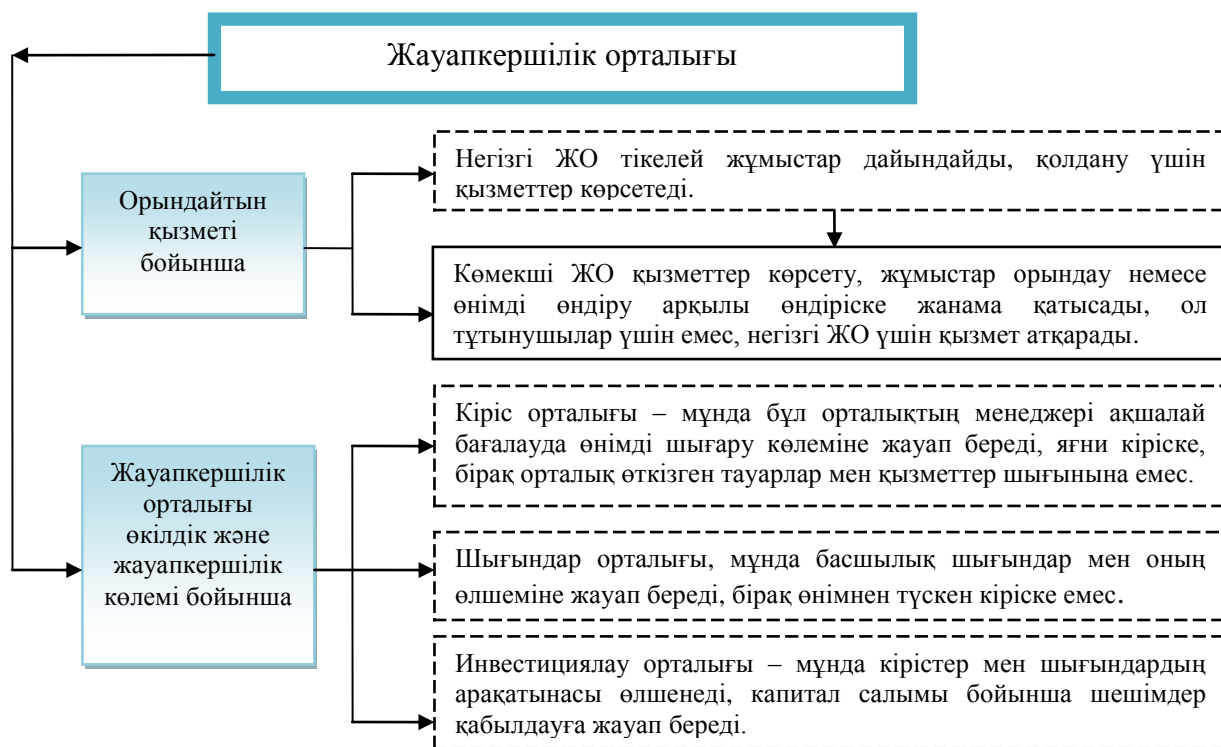 Жауапкершілік орталығы
Орындайтын
қызметі
бойынша
Негізгі ЖО тікелей жұмыстар дайындайды, қолдану үшін
қызметтер көрсетеді.
Көмекші ЖО қызметтер көрсету, жұмыстар орындау немесе
өнімді өндіру арқылы өндіріске жанама қатысады, ол
тұтынушылар үшін емес, негізгі ЖО үшін қызмет атқарады.
Жауапкершілік
орталығы
өкілдік және
жауапкершілік
көлемі бойынша
Кіріс орталығы – мұнда бұл орталықтың менеджері ақшалай
бағалауда өнімді шығару көлеміне жауап береді, яғни кіріске,
бірақ орталық өткізген тауарлар мен қызметтер шығынына емес.
Шығындар орталығы, мұнда басшылық шығындар мен оның
өлшеміне жауап береді, бірақ өнімнен түскен кіріске емес.
Инвестициялау орталығы – мұнда кірістер мен шығындардың
арақатынасы өлшенеді, капитал салымы бойынша шешімдер
қабылдауға жауап береді.